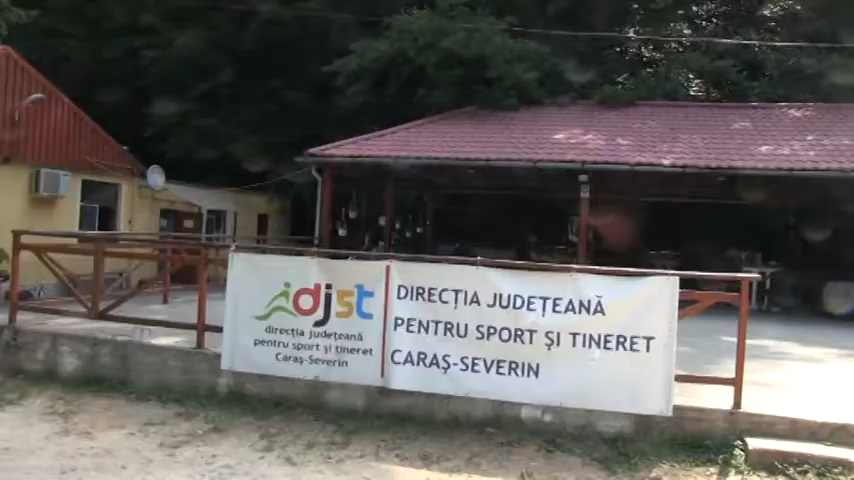 djst
direcția județeană
pentru sport și tineret
Caraș-Severin
DIRECȚIA JUDEȚEANĂ
PENTRU SPORT ȘI TINERET
CARAȘ-SEVERIN